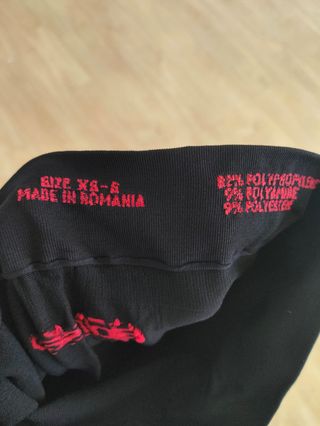 SIZE XS-S
MADE IN ROMANIA
82% POLYPROPYLENE
9% POLYAMIDE
9% POLYESTER